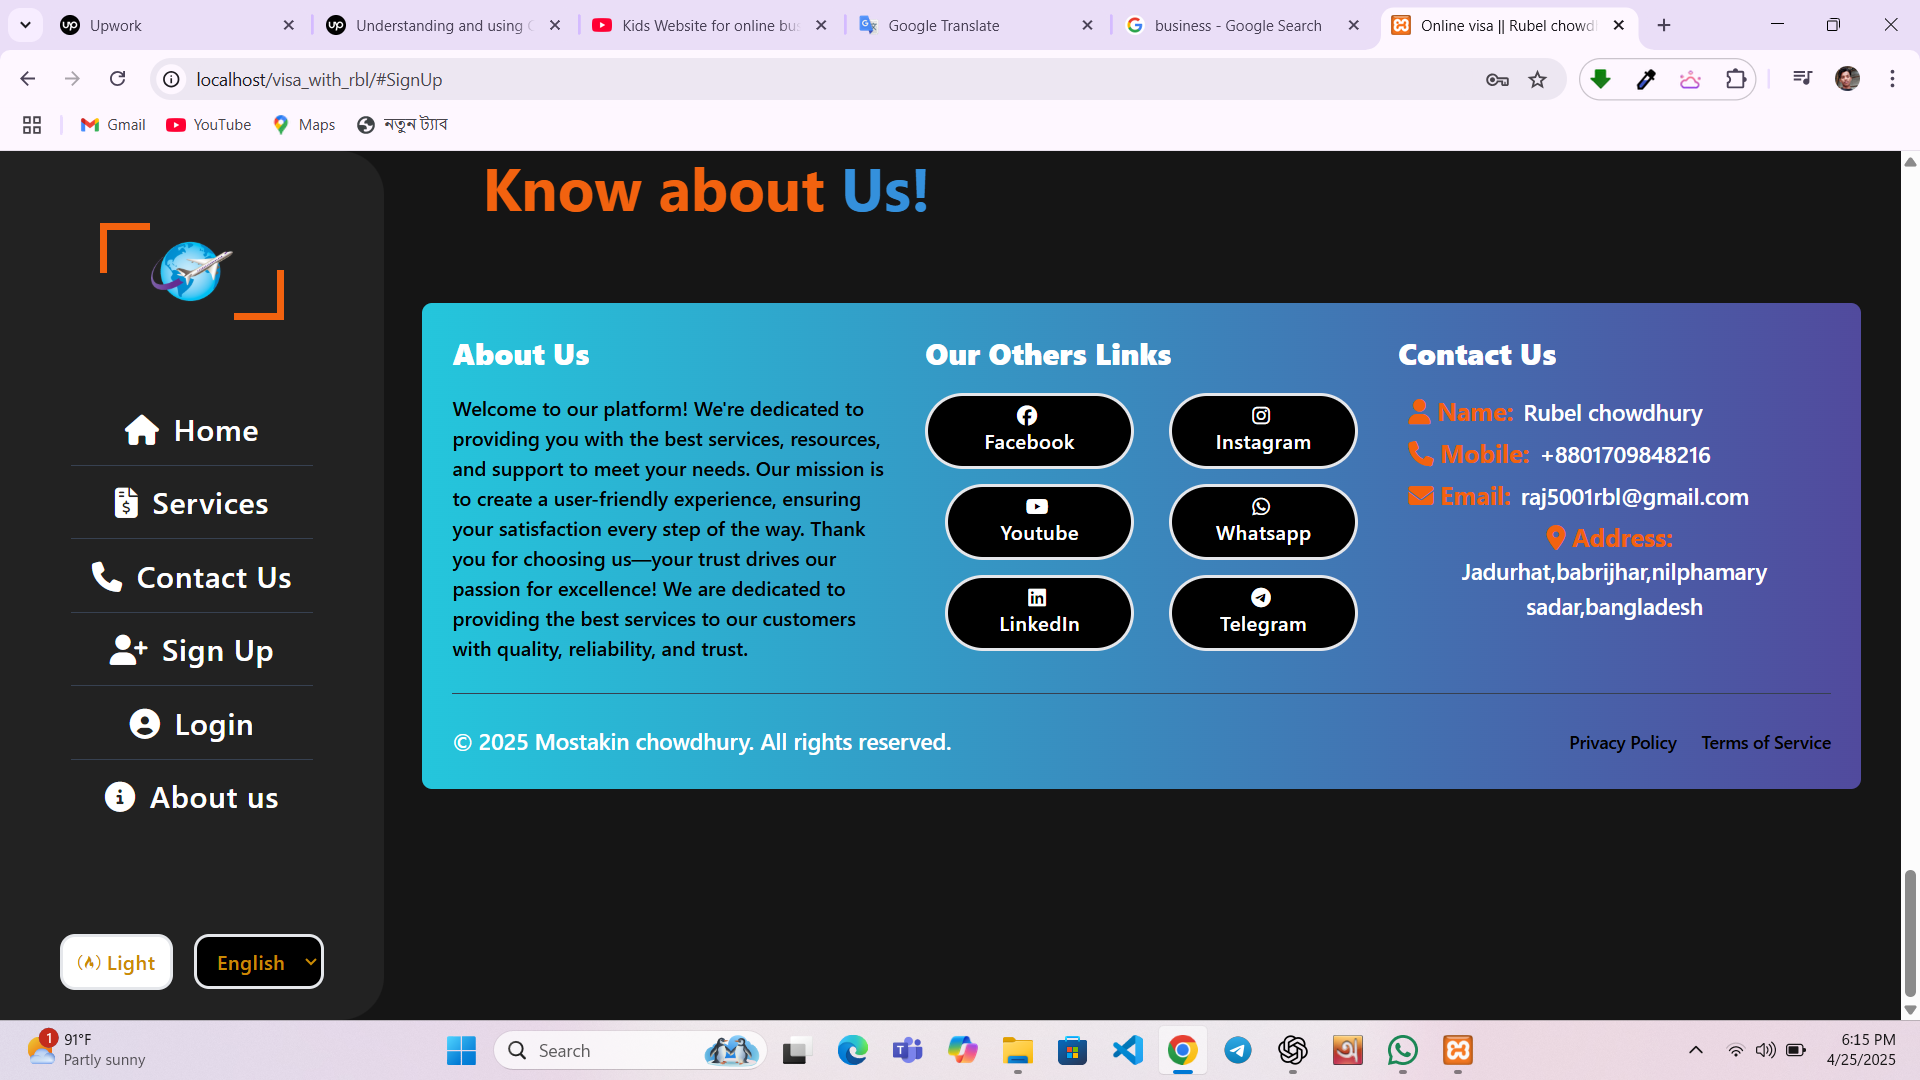 Upwork
Understanding and using
Kids Website for online bus
Google Translate
business - Google Search
Online visa || Rubel chowdh
localhost/visa_with_rbl/#SignUp
Gmail
YouTube
Maps
নতুন ট্যাব
Know about Us!
Home
Services
Contact Us
Sign Up
Login
About us
Light
English
About Us
Welcome to our platform! We're dedicated to
providing you with the best services, resources,
and support to meet your needs. Our mission is
to create a user-friendly experience, ensuring
your satisfaction every step of the way. Thank
you for choosing us—your trust drives our
passion for excellence! We are dedicated to
providing the best services to our customers
with quality, reliability, and trust.
Our Others Links
Facebook
Instagram
Youtube
Whatsapp
LinkedIn
Telegram
Contact Us
Name: Rubel chowdhury
Mobile: +8801709848216
Email: raj5001rbl@gmail.com
Address:
Jadurhat,babrijhar,nilphamary
sadar,bangladesh
© 2025 Mostakin chowdhury. All rights reserved.
Privacy Policy
Terms of Service
1
91°F
Partly sunny
Search
অ
6:15 PM
4/25/2025